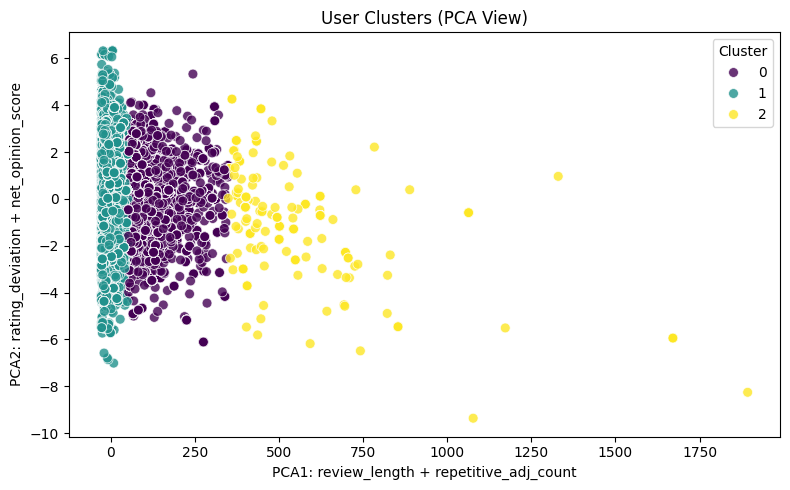 User Clusters (PCA View)
Cluster
0
1
2
PCA2: rating_deviation + net_opinion_score
6
4
2
0
−2
−4
−6
−8
−10
0 250 500 750 1000 1250 1500 1750
PCA1: review_length + repetitive_adj_count